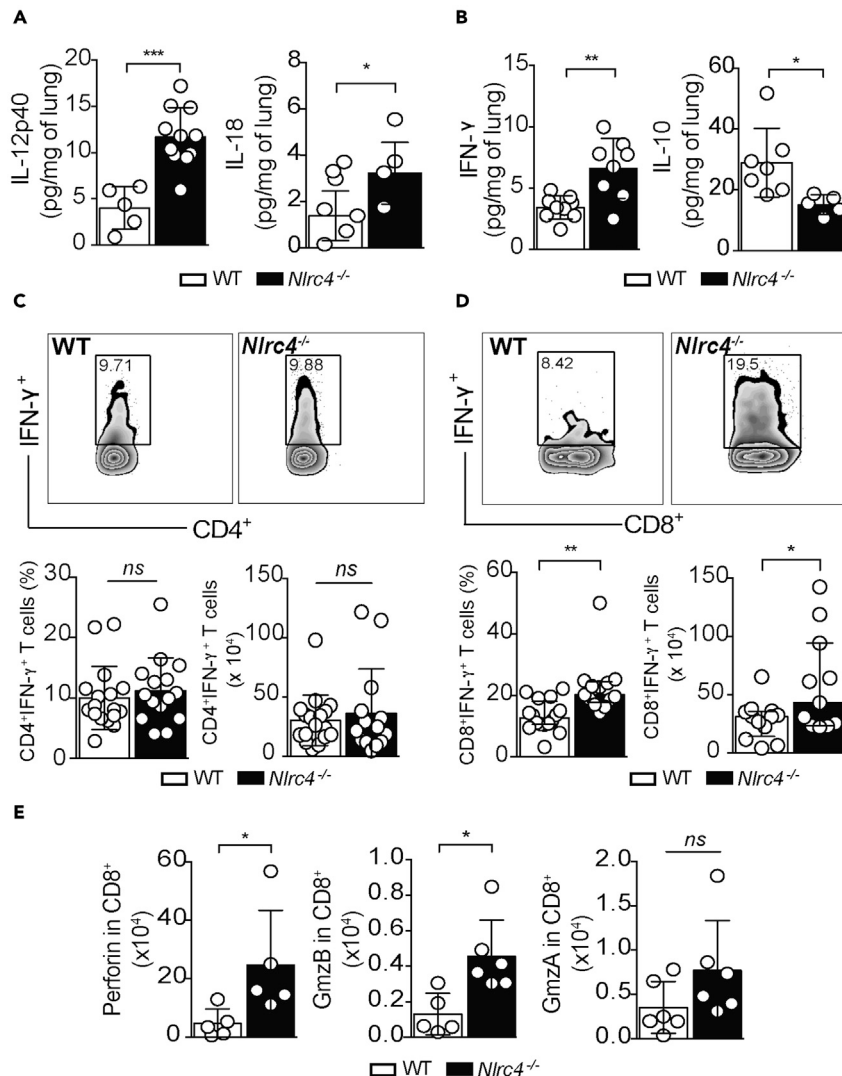 A
B
IL-12p40
(pg/mg of lung)
20
15
10
5
0
***
IL-18
(pg/mg of lung)
8
6
4
2
0
*
IFN-γ
(pg/mg of lung)
15
10
5
0
**
IL-10
(pg/mg of lung)
60
40
20
0
*
WT Nlrc4-/-
WT Nlrc4-/-
C
D
WT
9.71
Nlrc4-/-
9.88
IFN-γ+
CD4+
WT
8.42
Nlrc4-/-
19.5
IFN-γ+
CD8+
CD4+IFN-γ+ T cells (%)
30
20
10
0
ns
CD4+IFN-γ+ T cells
(x 104)
150
100
50
0
ns
CD8+IFN-γ+ T cells (%)
60
40
20
0
**
CD8+IFN-γ+ T cells
(x 104)
150
100
50
0
*
WT Nlrc4-/-
WT Nlrc4-/-
E
Perforin in CD8+
(x104)
60
40
20
0
*
GmzB in CD8+
(x104)
1.0
0.8
0.6
0.4
0.2
0.0
*
GmzA in CD8+
(x104)
2.0
1.5
1.0
0.5
0.0
ns
WT Nlrc4-/-